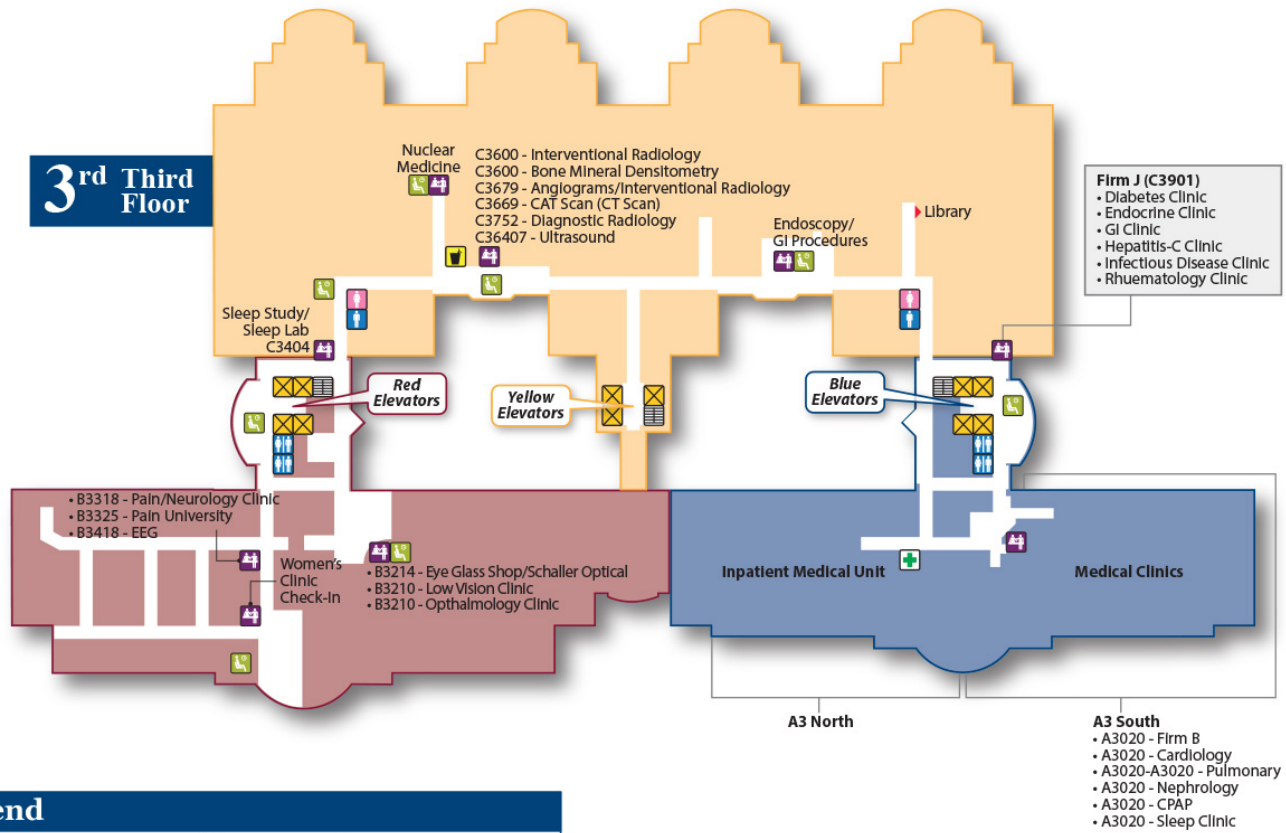 3rd Third
Floor
Nuclear
Medicine
C3600 - Interventional Radiology
C3600 - Bone Mineral Densitometry
C3679 - Angiograms/Interventional Radiology
C3669 - CAT Scan (CT Scan)
C3752 - Diagnostic Radiology
C36407 - Ultrasound
Endoscopy/
GI Procedures
Library
Firm J (C3901)
• Diabetes Clinic
• Endocrine Clinic
• GI Clinic
• Hepatitis-C Clinic
• Infectious Disease Clinic
• Rhuematology Clinic
Sleep Study/
Sleep Lab
C3404
Red
Elevators
Yellow
Elevators
Blue
Elevators
• B3318 - Pain/Neurology Clinic
• B3325 - Pain University
• B3418 - EEG
Women's
Clinic
Check-In
• B3214 - Eye Glass Shop/Schaller Optical
• B3210 - Low Vision Clinic
• B3210 - Opthalmology Clinic
Inpatient Medical Unit
Medical Clinics
A3 North
A3 South
• A3020 - Firm B
• A3020 - Cardiology
• A3020-A3020 - Pulmonary
• A3020 - Nephrology
• A3020 - CPAP
• A3020 - Sleep Clinic
end